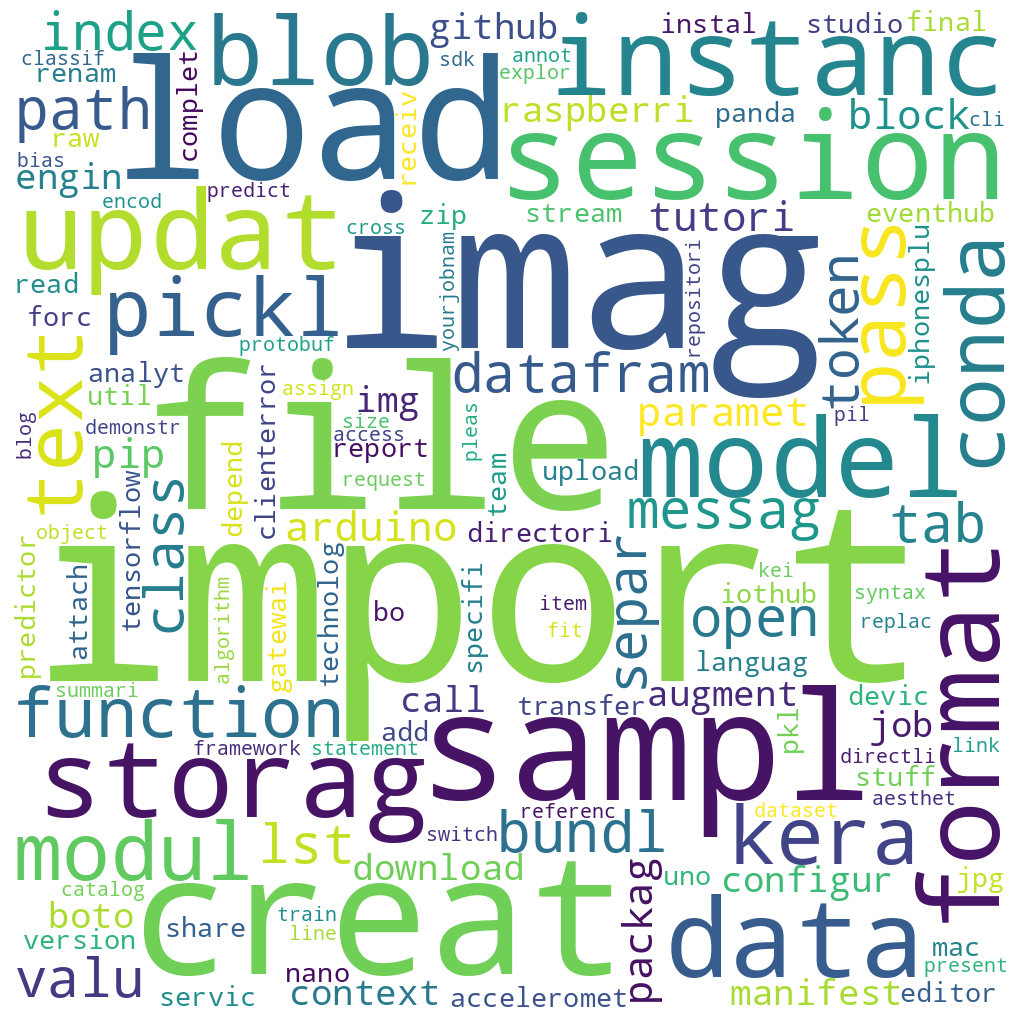 index
blob
github
instal
studio
final
classif
renam
complet
load
sdk
annot
explor
instanc
path
raw
receiv
raspberri
panda
block
cli
bias
engin
encod
predict
session
updat
cross
zip
stream
tutori
eventhub
imag
read
pickl
yourjobnam
repositori
token
pass
iphonesplu
conda
forc
protobuf
datafram
text
analyt
util
assign
img
paramet
pil
blog
demonstr
size
access
report
pleas
model
pip
file
clienterror
request
team
upload
depend
class
tensorflow
object
arduino
directori
messag
tab
predictor
attach
import
algorithm
gatewai
technolog
bo
specifi
item
fit
separ
kei
iothub
open
syntax
replac
format
languag
summari
function
call
add
transfer
augment
devic
job
pkl
link
framework
statement
storag
sampl
directli
stuff
aesthet
referenc
dataset
switch
bundl
kera
modul
lst
download
packag
uno
configur
jpg
catalog
creat
boto
version
share
train
line
data
mac
present
valu
nano
servic
context
acceleromet
manifest
editor